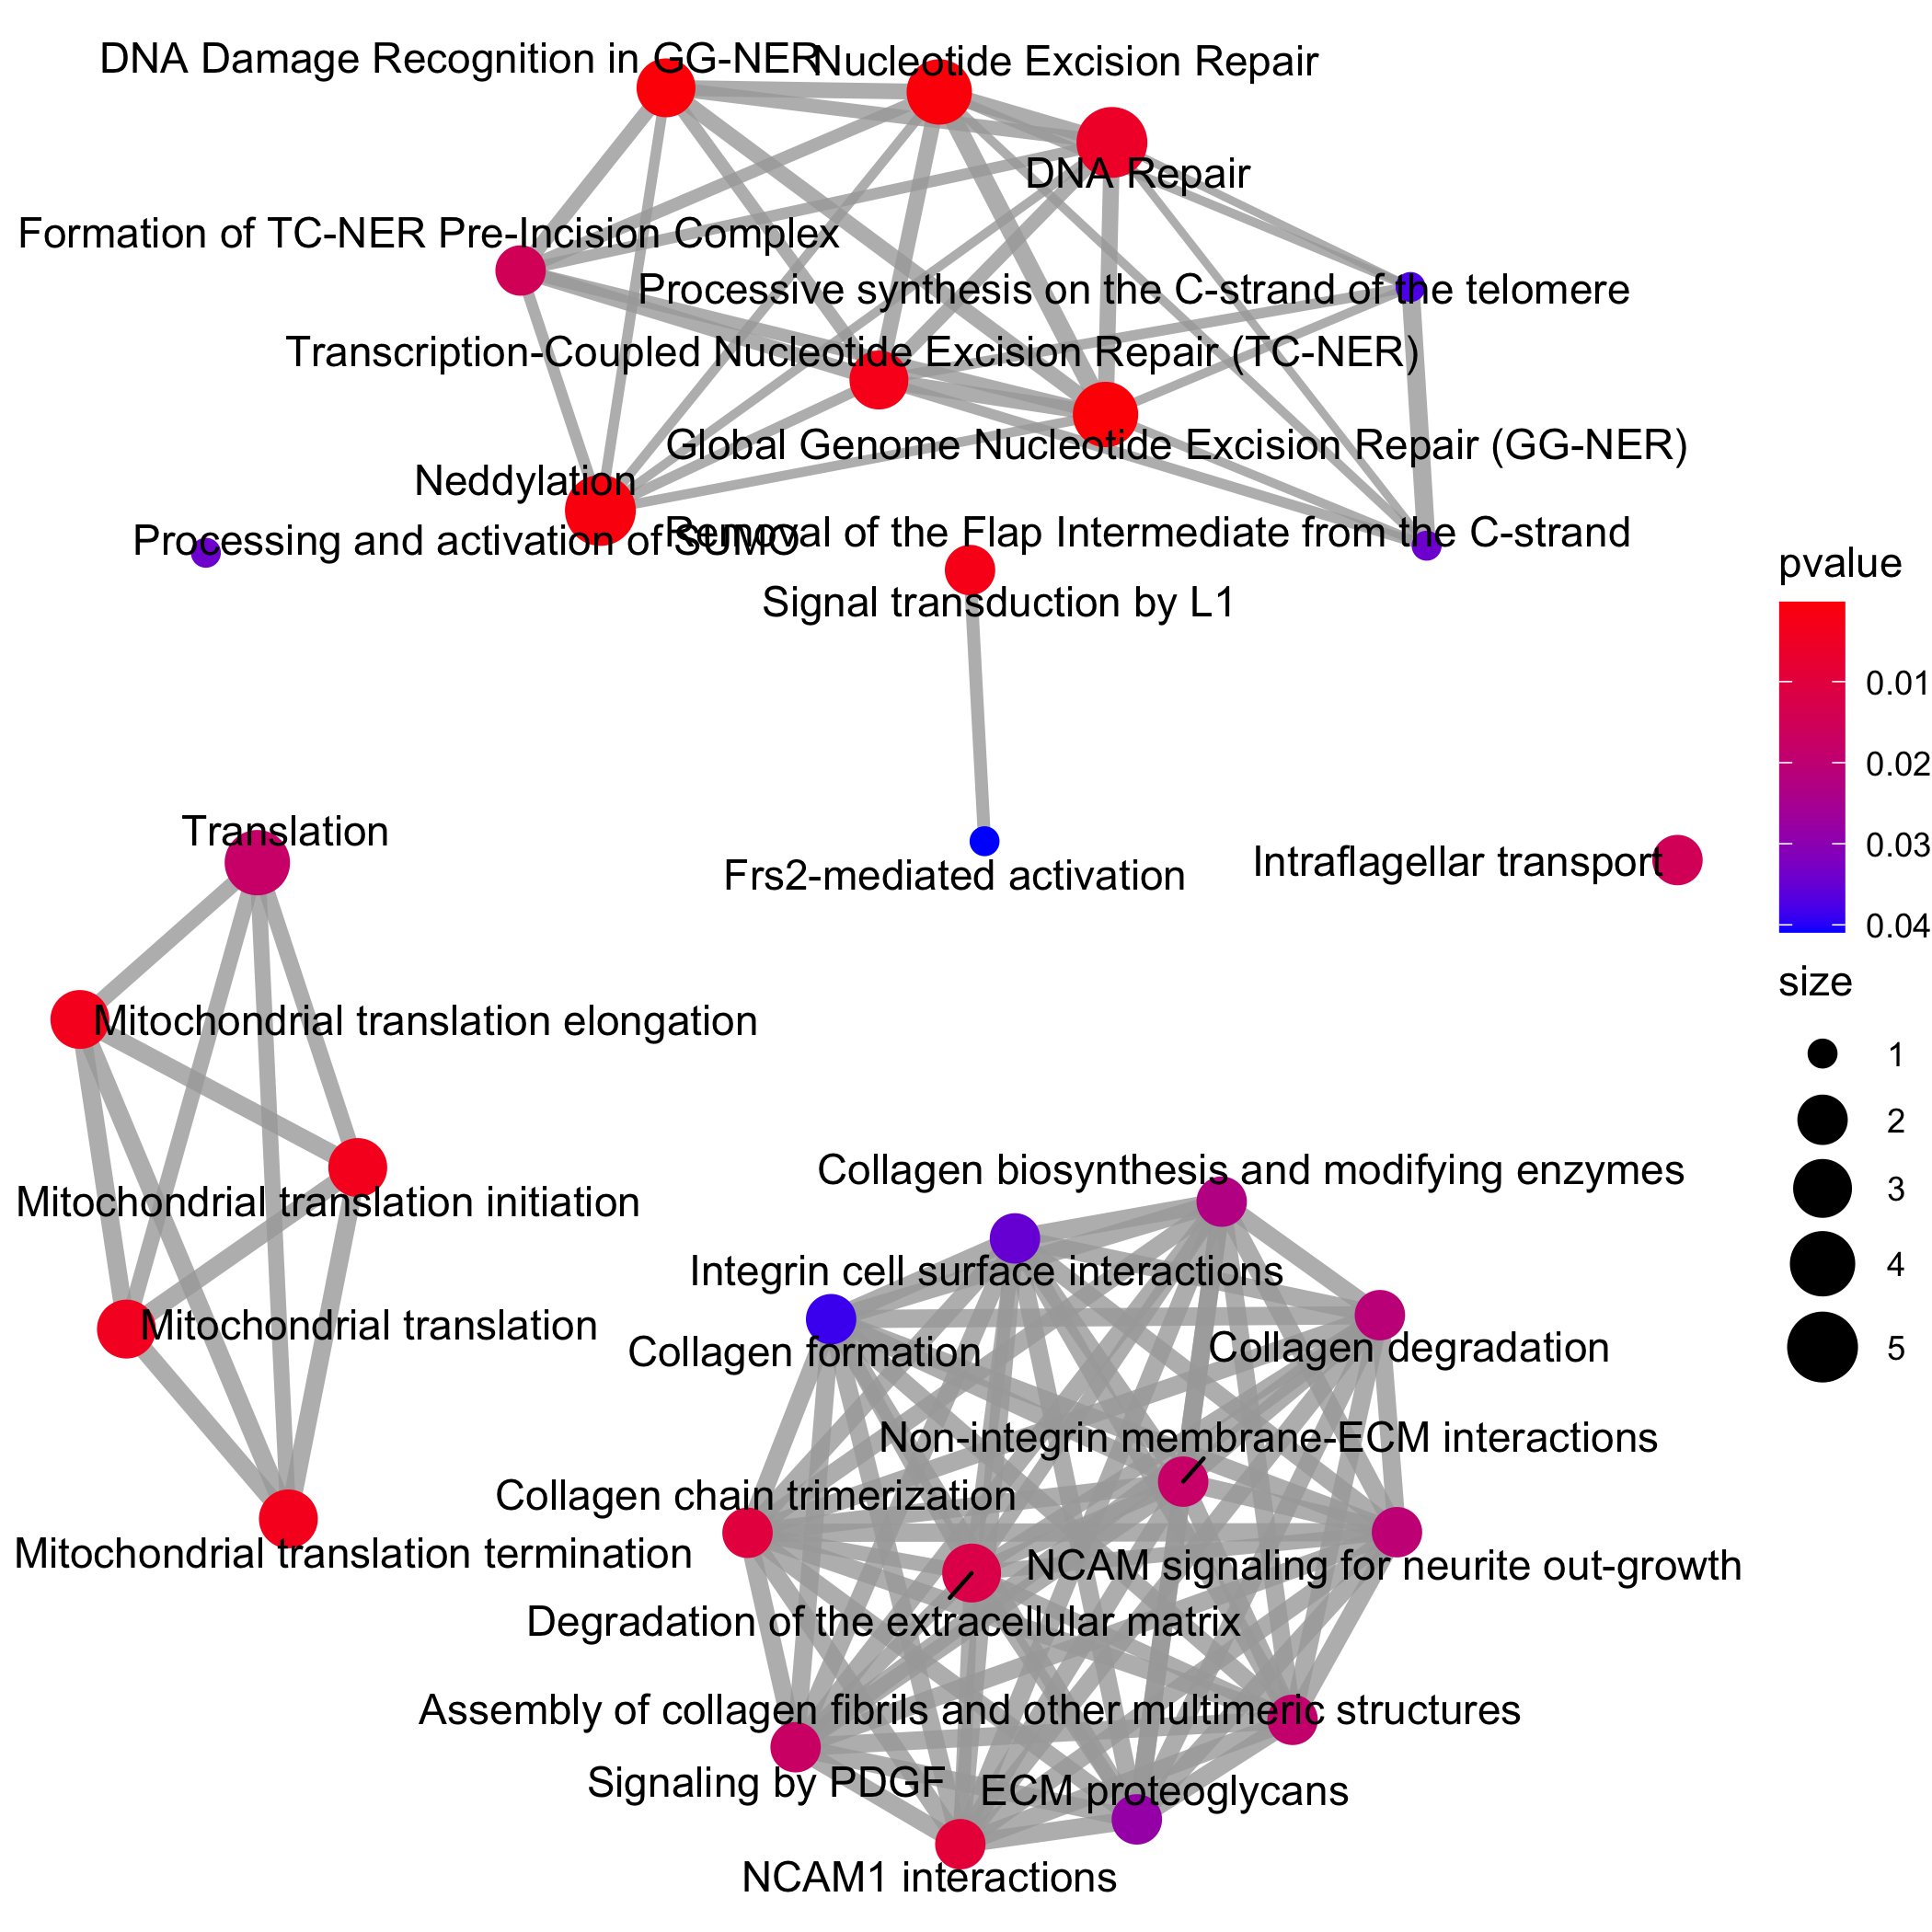 DNA Damage Recognition in GG-NER
Nucleotide Excision Repair
DNA Repair
Formation of TC-NER Pre-Incision Complex
Processive synthesis on the C-strand of the telomere
Transcription-Coupled Nucleotide Excision Repair (TC-NER)
Global Genome Nucleotide Excision Repair (GG-NER)
Neddylation
Processing and activation of SUMO
Removal of the Flap Intermediate from the C-strand
Signal transduction by L1
Frs2-mediated activation
Intraflagellar transport
Translation
Mitochondrial translation elongation
Mitochondrial translation initiation
Mitochondrial translation
Mitochondrial translation termination
Collagen biosynthesis and modifying enzymes
Integrin cell surface interactions
Collagen formation
Collagen degradation
Non-integrin membrane-ECM interactions
Collagen chain trimerization
NCAM signaling for neurite out-growth
Degradation of the extracellular matrix
Assembly of collagen fibrils and other multimeric structures
Signaling by PDGF
ECM proteoglycans
NCAM1 interactions
pvalue
0.01
0.02
0.03
0.04
size
1
2
3
4
5